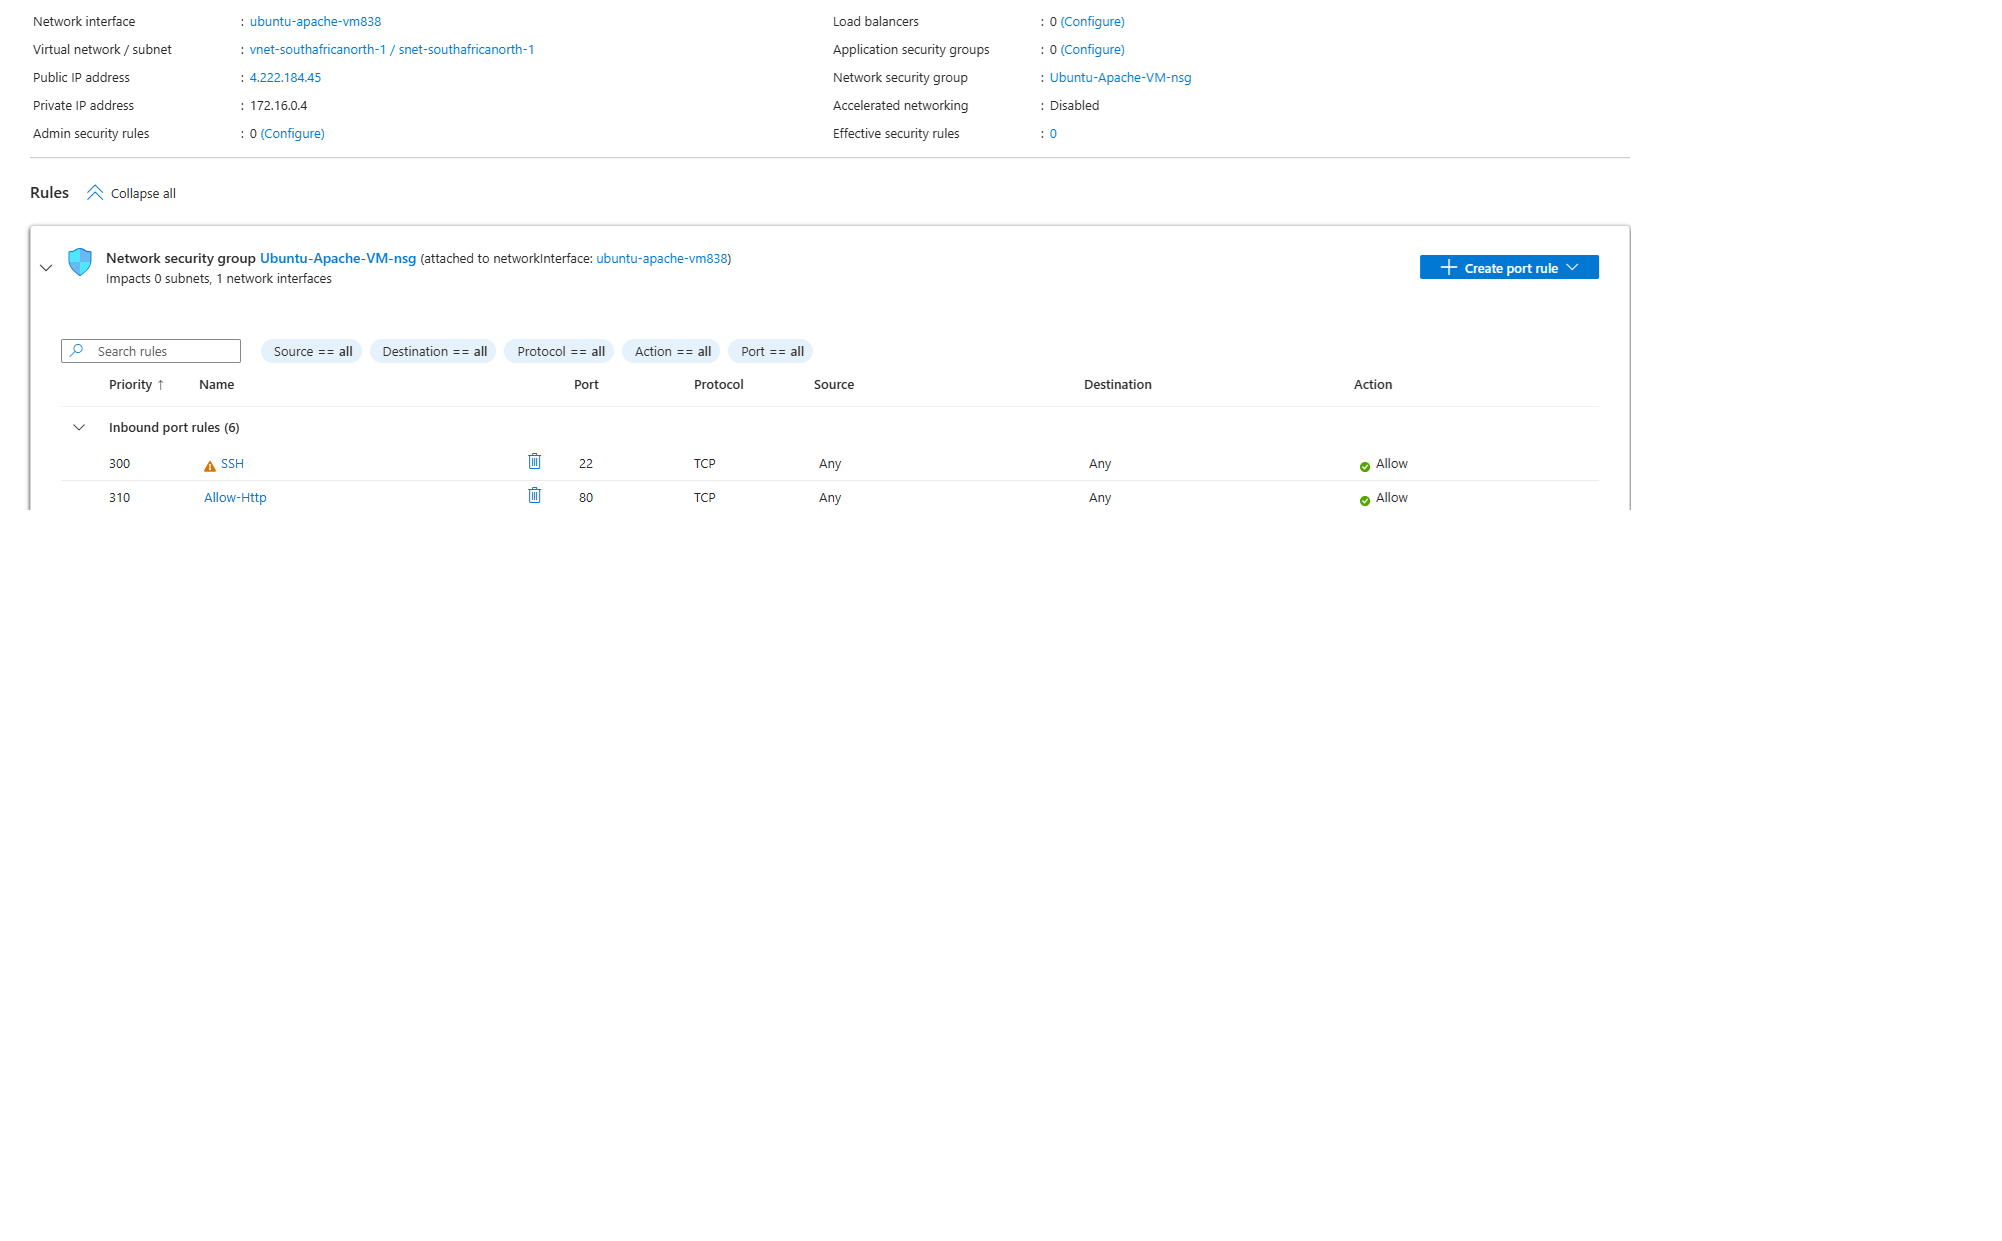 Network interface : ubuntu-apache-vm838 Load balancers : 0 (Configure)
Virtual network / subnet : vnet-southafricanorth-1 / snet-southafricanorth-1 Application security groups : 0 (Configure)
Public IP address : 4.222.184.45 Network security group : Ubuntu-Apache-VM-nsg
Private IP address : 172.16.0.4 Accelerated networking : Disabled
Admin security rules : 0 (Configure) Effective security rules : 0
Rules Collapse all
Network security group Ubuntu-Apache-VM-nsg (attached to networkInterface: ubuntu-apache-vm838)
Impacts 0 subnets, 1 network interfaces
Create port rule
Search rules Source == all Destination == all Protocol == all Action == all Port == all
Priority ↑ Name Port Protocol Source Destination Action
Inbound port rules (6)
300 SSH 22 TCP Any Any Allow
310 Allow-Http 80 TCP Any Any Allow